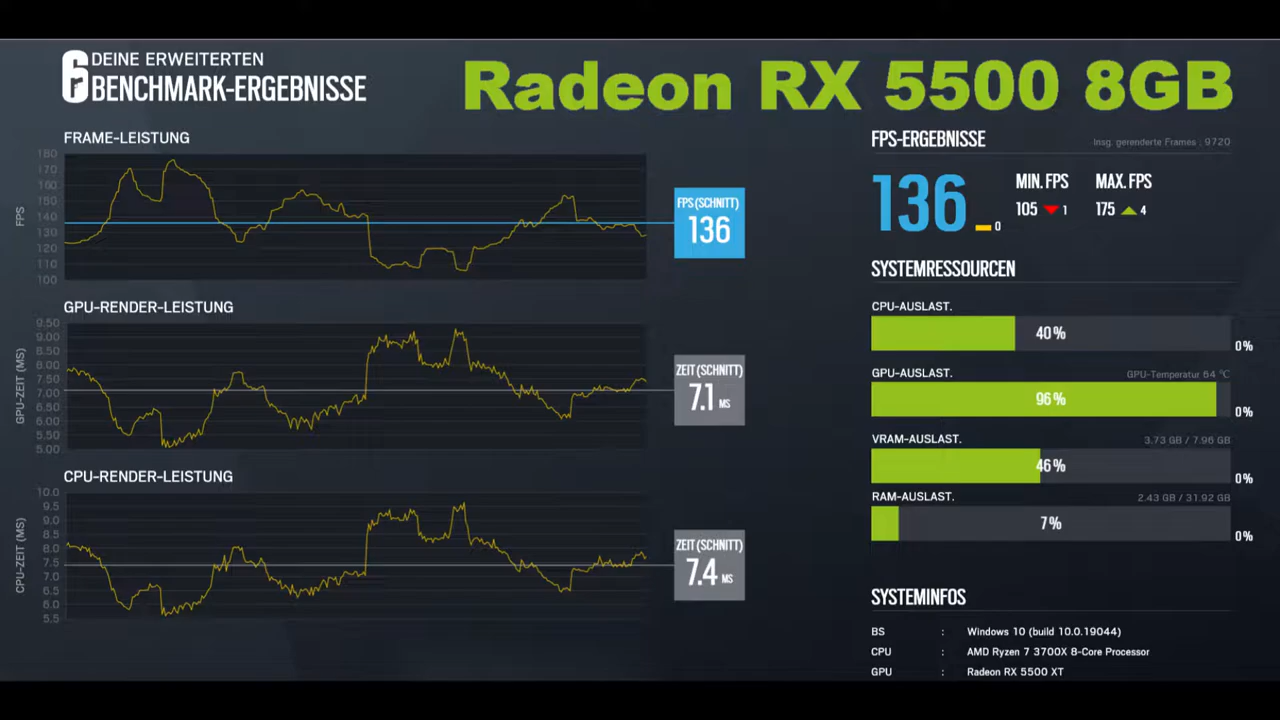 DEINE ERWEITERTEN
BENCHMARK-ERGEBNISSE
Radeon RX 5500 8GB
FRAME-LEISTUNG
180
170
160
150
140
130
120
110
100
FPS
FPS (SCHNITT)
136
GPU-RENDER-LEISTUNG
9.50
9.00
8.50
8.00
7.50
7.00
6.50
6.00
5.50
5.00
GPU-ZEIT (MS)
ZEIT (SCHNITT)
7.1 MS
CPU-RENDER-LEISTUNG
10.0
9.5
9.0
8.5
8.0
7.5
7.0
6.5
6.0
5.5
CPU-ZEIT (MS)
ZEIT (SCHNITT)
7.4 MS
FPS-ERGEBNISSE
Insg. gerenderte Frames : 9720
136
0
MIN. FPS
105 1
MAX. FPS
175 4
SYSTEMRESSOURCEN
CPU-AUSLAST.
40%
0%
GPU-AUSLAST.
GPU-Temperatur 64 °C
96%
0%
VRAM-AUSLAST.
3.73 GB / 7.96 GB
46%
0%
RAM-AUSLAST.
2.43 GB / 31.92 GB
7%
0%
SYSTEMINFOS
BS : Windows 10 (build 10.0.19044)
CPU : AMD Ryzen 7 3700X 8-Core Processor
GPU : Radeon RX 5500 XT